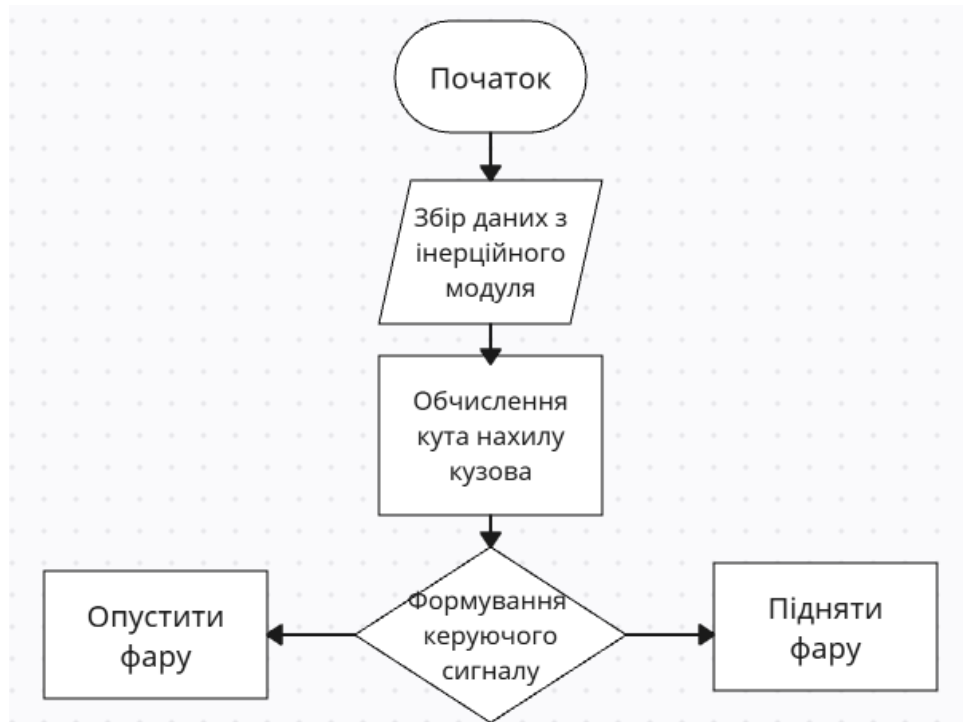 Початок
Збір даних з
інерційного
модуля
Обчислення
кута нахилу
кузова
Формування
керуючого
сигналу
Опустити
фару
Підняти
фару